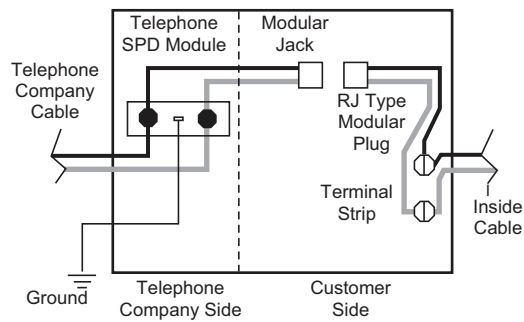 Telephone
SPD Module
Modular
Jack
Telephone
Company
Cable
RJ Type
Modular
Plug
Terminal
Strip
Inside
Cable
Ground
Telephone
Company Side
Customer
Side